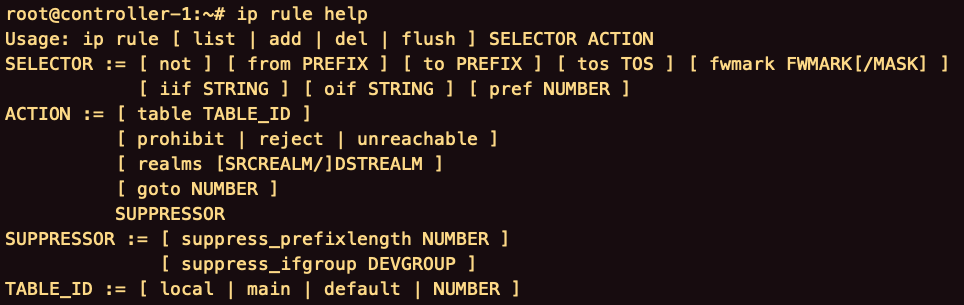 root@controller-1:~# ip rule help
Usage: ip rule [ list | add | del | flush ] SELECTOR ACTION
SELECTOR := [ not ] [ from PREFIX ] [ to PREFIX ] [ tos TOS ] [ fwmark FWMARK[/MASK] ]
            [ iif STRING ] [ oif STRING ] [ pref NUMBER ]
ACTION := [ table TABLE_ID ]
          [ prohibit | reject | unreachable ]
          [ realms [SRCREALM/]DSTREALM ]
          [ goto NUMBER ]
          SUPPRESSOR
SUPPRESSOR := [ suppress_prefixlength NUMBER ]
              [ suppress_ifgroup DEVGROUP ]
TABLE_ID := [ local | main | default | NUMBER ]